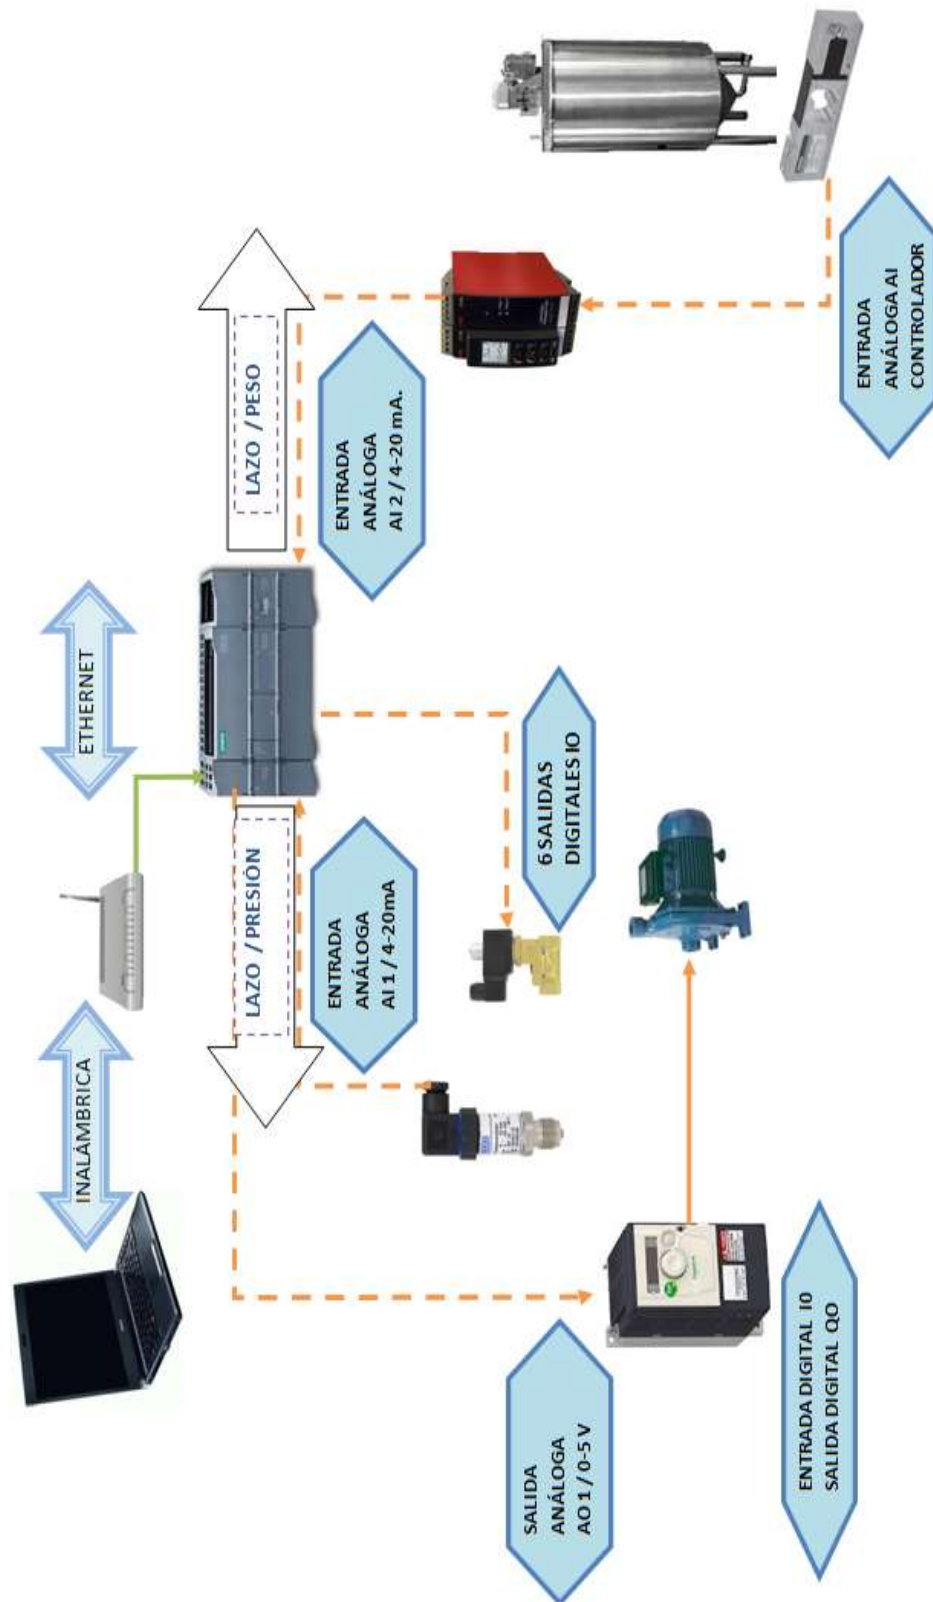 INALÁMBRICA
ETHERNET
LAZO / PRESIÓN
LAZO / PESO
ENTRADA
ANÁLOGA
AI 1 / 4-20mA
ENTRADA
ANÁLOGA
AI 2 / 4-20 mA.
SALIDA
ANÁLOGA
AO 1 / 0-5 V
6 SALIDAS
DIGITALES IO
ENTRADA DIGITAL I0
SALIDA DIGITAL QO
ENTRADA
ANÁLOGA AI
CONTROLADOR